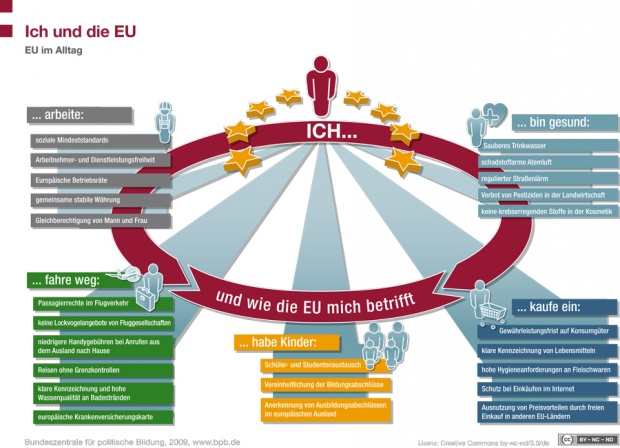 Ich und die EU
EU im Alltag
ICH...
... arbeite:
soziale Mindeststandards
Arbeitnehmer- und Dienstleistungsfreiheit
Europäische Betriebsräte
gemeinsame stabile Währung
Gleichberechtigung von Mann und Frau
... bin gesund:
Sauberes Trinkwasser
schadstoffarme Atemluft
regulierter Straßenlärm
Verbot von Pestiziden in der Landwirtschaft
keine krebserregenden Stoffe in der Kosmetik
und wie die EU mich betrifft
... fahre weg:
Passagierrechte im Flugverkehr
keine Lockvogelangebote von Fluggesellschaften
niedrigere Handygebühren bei Anrufen aus
dem Ausland nach Hause
Reisen ohne Grenzkontrollen
klare Kennzeichnung und hohe
Wasserqualität an Badestränden
europäische Krankenversicherungskarte
... habe Kinder:
Schüler- und Studentenaustausch
Vereinheitlichung der Bildungsabschlüsse
Anerkennung von Ausbildungsabschlüssen
im europäischen Ausland
... kaufe ein:
Gewährleistungsfrist auf Konsumgüter
klare Kennzeichnung von Lebensmitteln
hohe Hygieneanforderungen an Fleischwaren
Schutz bei Einkäufen im Internet
Ausnutzung von Preisvorteilen durch freien
Einkauf in anderen EU-Ländern
Bundeszentrale für politische Bildung, 2009, www.bpb.de
Lizenz: Creative Commons by-nc-nd/3.0/de
cc BY - NC - ND